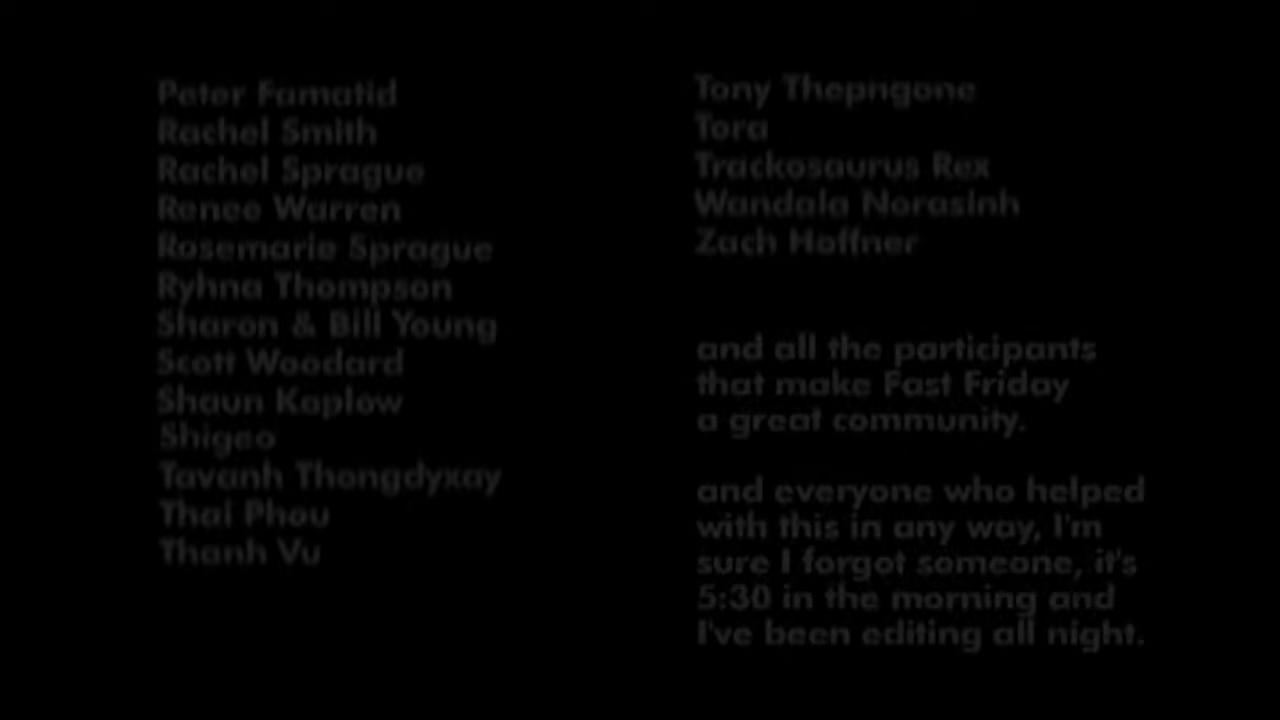 Peter Famatid
Rachel Smith
Rachel Sprague
Renee Warren
Rosemarie Sprague
Ryhna Thompson
Sharon & Bill Young
Scott Woodard
Shaun Kaplow
Shigeo
Tavanh Thongdyxay
Thai Phou
Thanh Vu
Tony Thepngone
Tora
Trackosaurus Rex
Wandala Norasinh
Zach Hoffner
and all the participants
that make Fast Friday
a great community.
and everyone who helped
with this in any way, I'm
sure I forgot someone, it's
5:30 in the morning and
I've been editing all night.